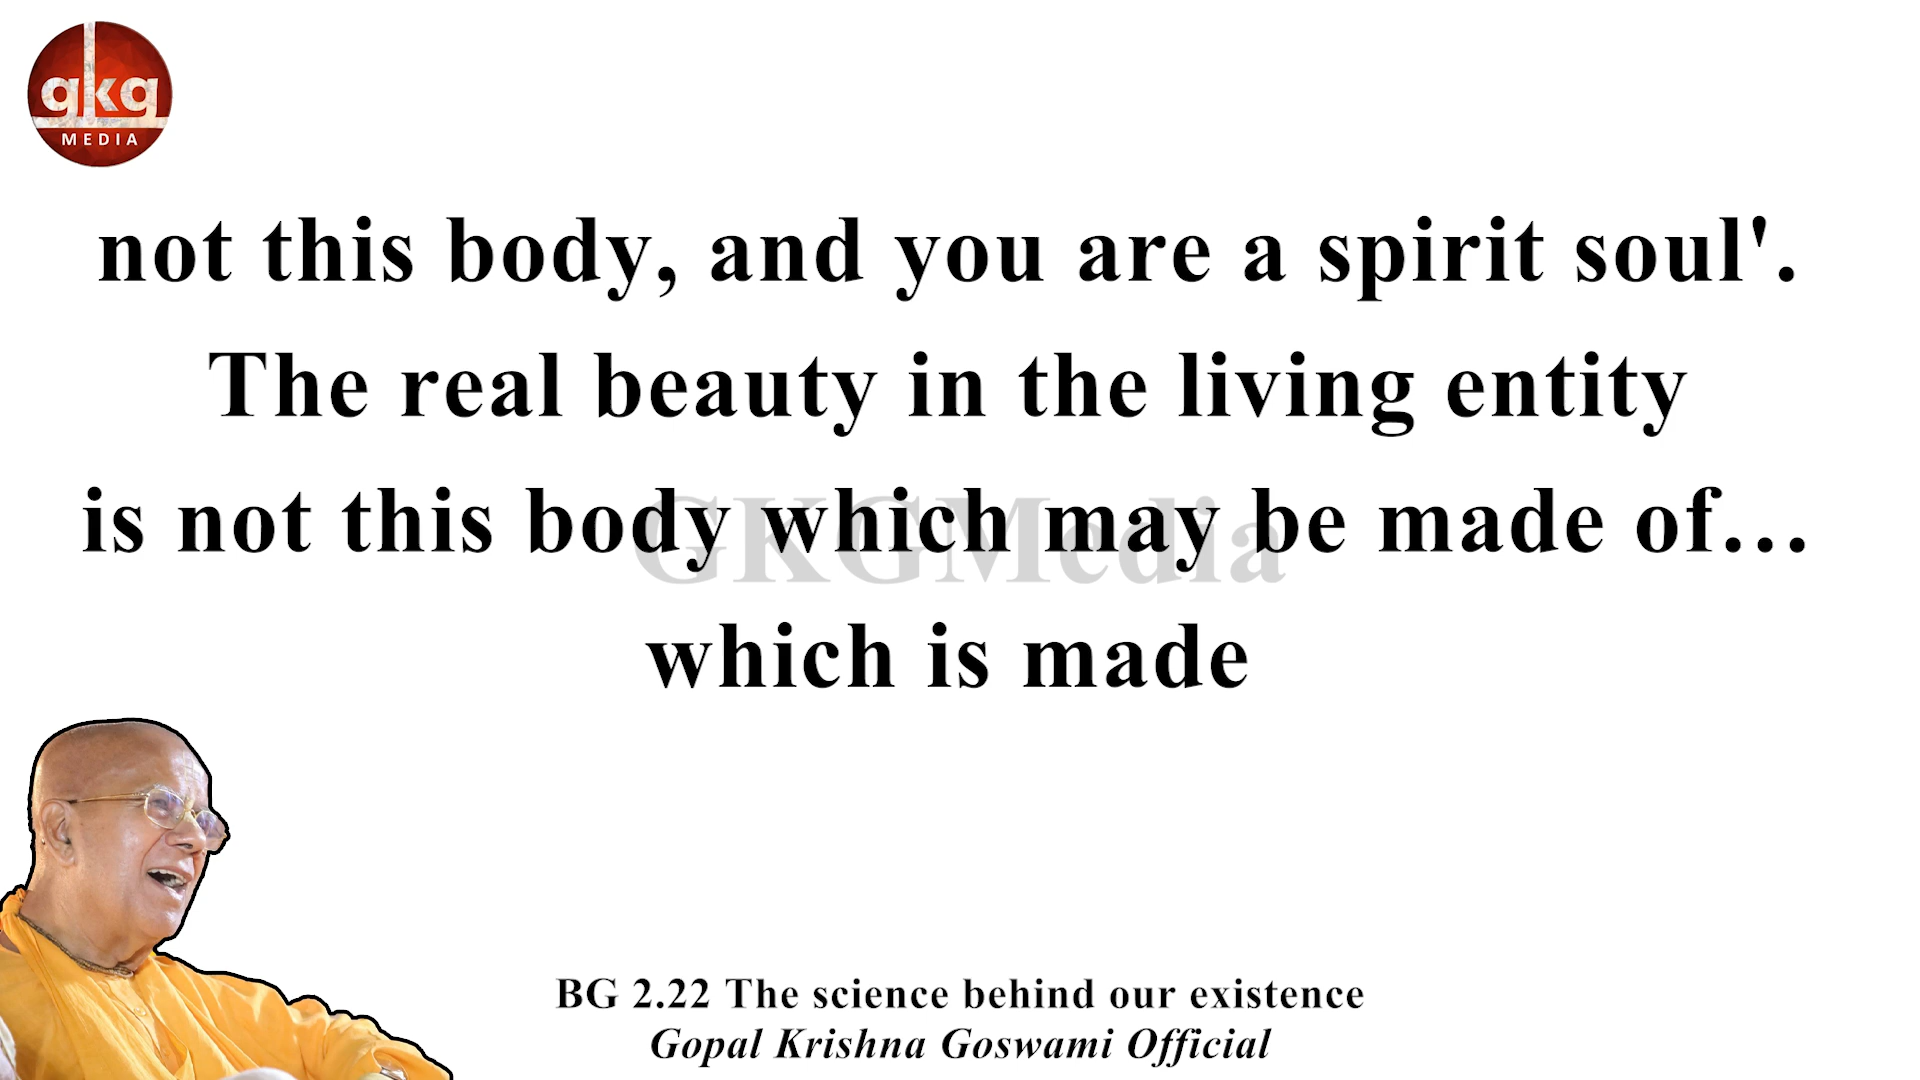 gkg
MEDIA
not this body, and you are a spirit soul'.
The real beauty in the living entity
is not this body which may be made of...
which is made
GKGMedia
BG 2.22 The science behind our existence
Gopal Krishna Goswami Official